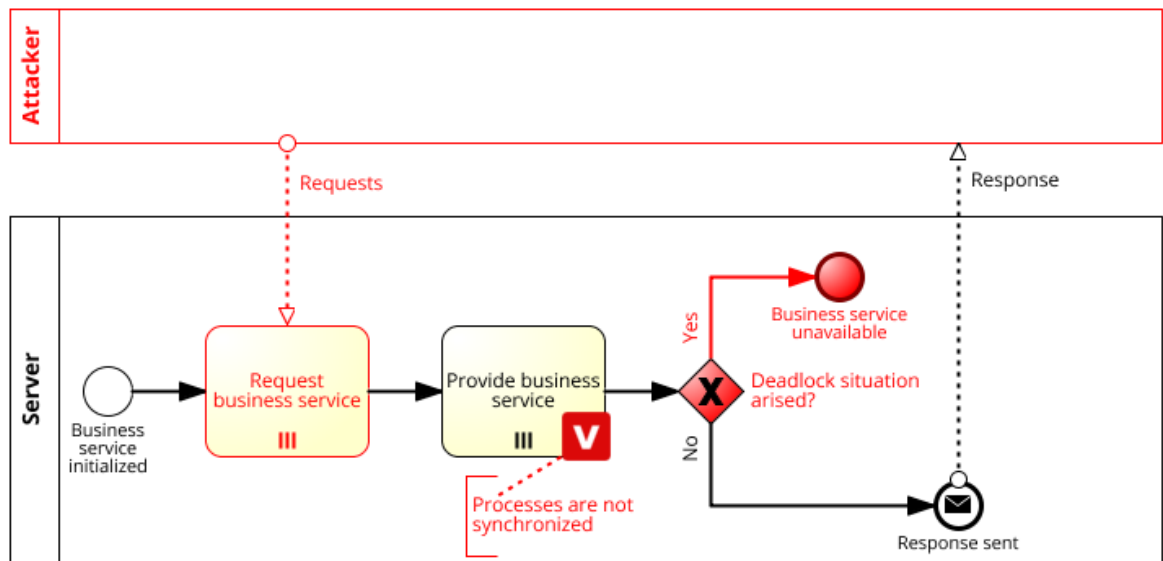 Attacker
Requests
Response
Server
Business
service
initialized
Request
business service
Provide business
service
V
Processes are not
synchronized
Yes
Business service
unavailable
X
Deadlock situation
arised?
No
Response sent